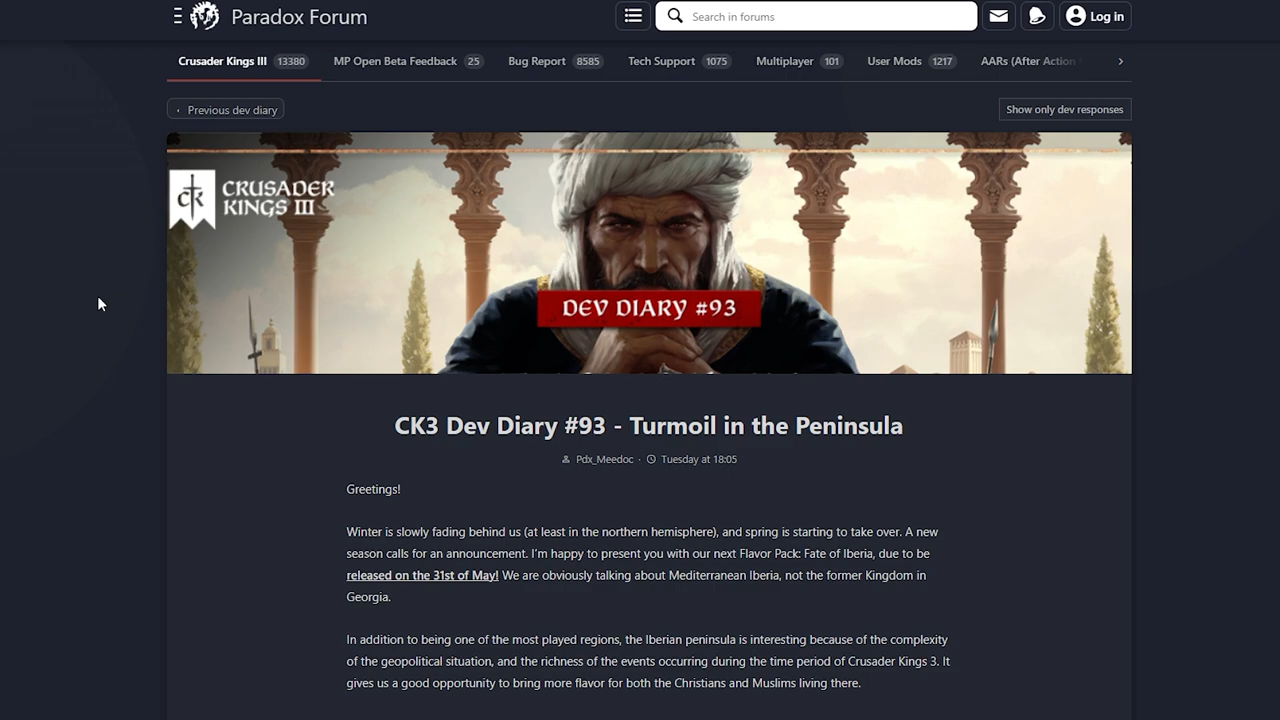 Paradox Forum
Search in forums
Log in
Crusader Kings III 13380 MP Open Beta Feedback 25 Bug Report 8585 Tech Support 1075 Multiplayer 101 User Mods 1217 AARs (After Action
Previous dev diary
Show only dev responses
CRUSADER
KINGS III
ck
DEV DIARY #93
CK3 Dev Diary #93 - Turmoil in the Peninsula
Pdx_Meedoc · Tuesday at 18:05
Greetings!
Winter is slowly fading behind us (at least in the northern hemisphere), and spring is starting to take over. A new
season calls for an announcement. I'm happy to present you with our next Flavor Pack: Fate of Iberia, due to be
released on the 31st of May! We are obviously talking about Mediterranean Iberia, not the former Kingdom in
Georgia.
In addition to being one of the most played regions, the Iberian peninsula is interesting because of the complexity
of the geopolitical situation, and the richness of the events occurring during the time period of Crusader Kings 3. It
gives us a good opportunity to bring more flavor for both the Christians and Muslims living there.